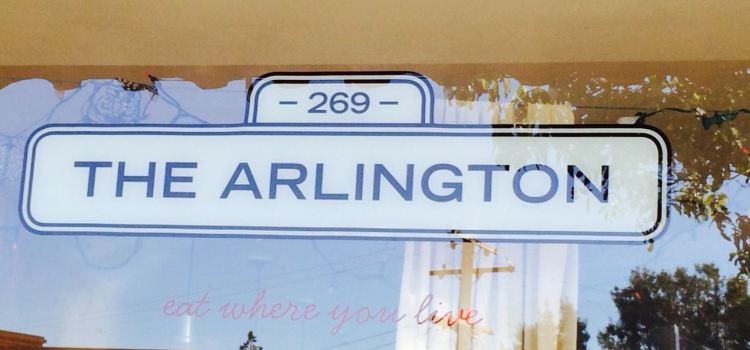 – 269 –
THE ARLINGTON
eat where you live